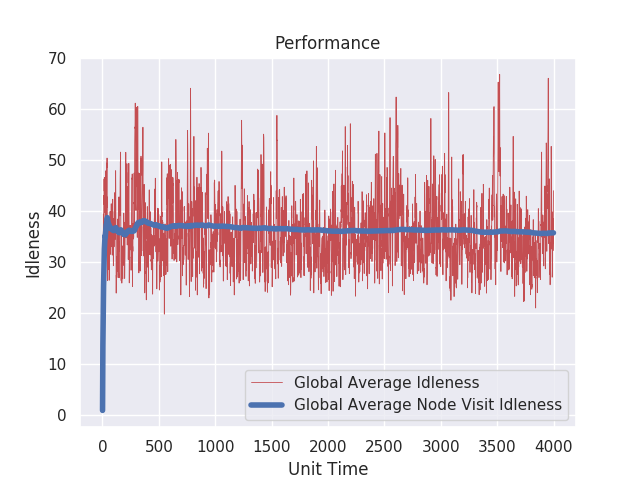 Performance
70
60
50
40
30
20
10
0
Idleness
Global Average Idleness
Global Average Node Visit Idleness
0 500 1000 1500 2000 2500 3000 3500 4000
Unit Time